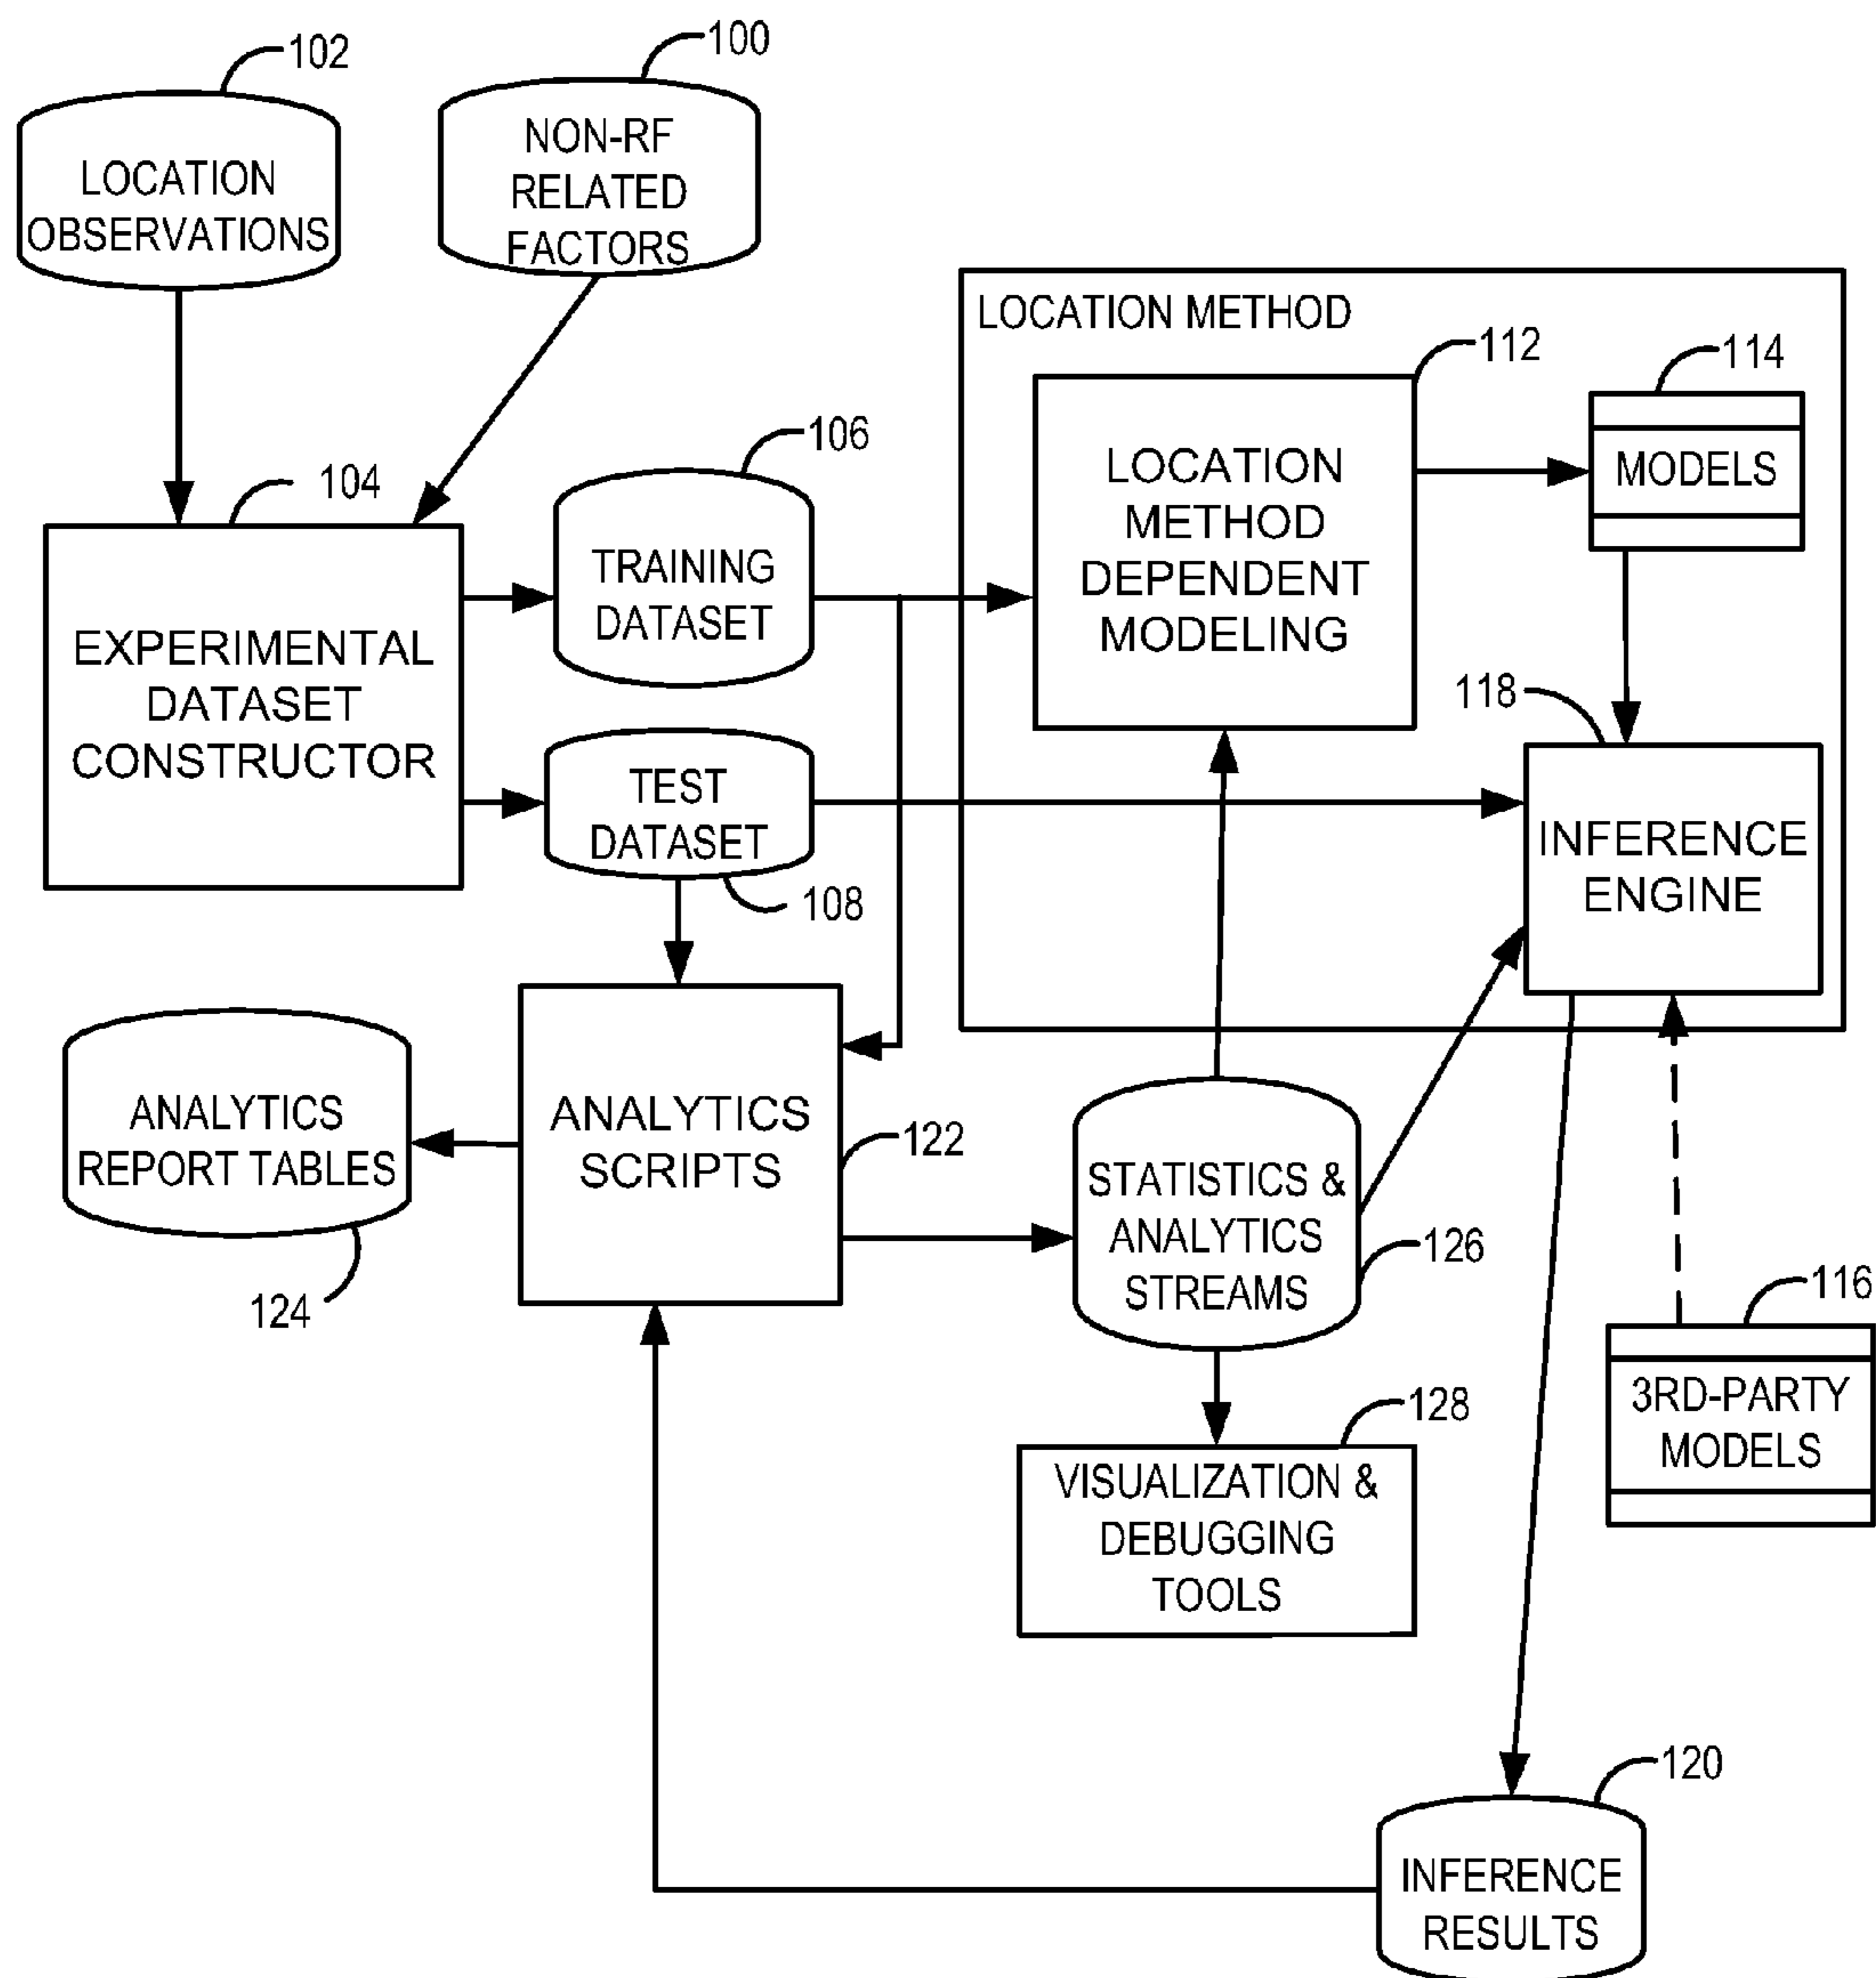 102
100
LOCATION
OBSERVATIONS
NON-RF
RELATED
FACTORS
LOCATION METHOD
112
114
106
104
LOCATION
METHOD
DEPENDENT
MODELING
MODELS
TRAINING
DATASET
EXPERIMENTAL
DATASET
CONSTRUCTOR
118
TEST
DATASET
108
INFERENCE
ENGINE
ANALYTICS
REPORT TABLES
124
ANALYTICS
SCRIPTS
122
STATISTICS &
ANALYTICS
STREAMS
126
116
3RD-PARTY
MODELS
128
VISUALIZATION &
DEBUGGING
TOOLS
120
INFERENCE
RESULTS